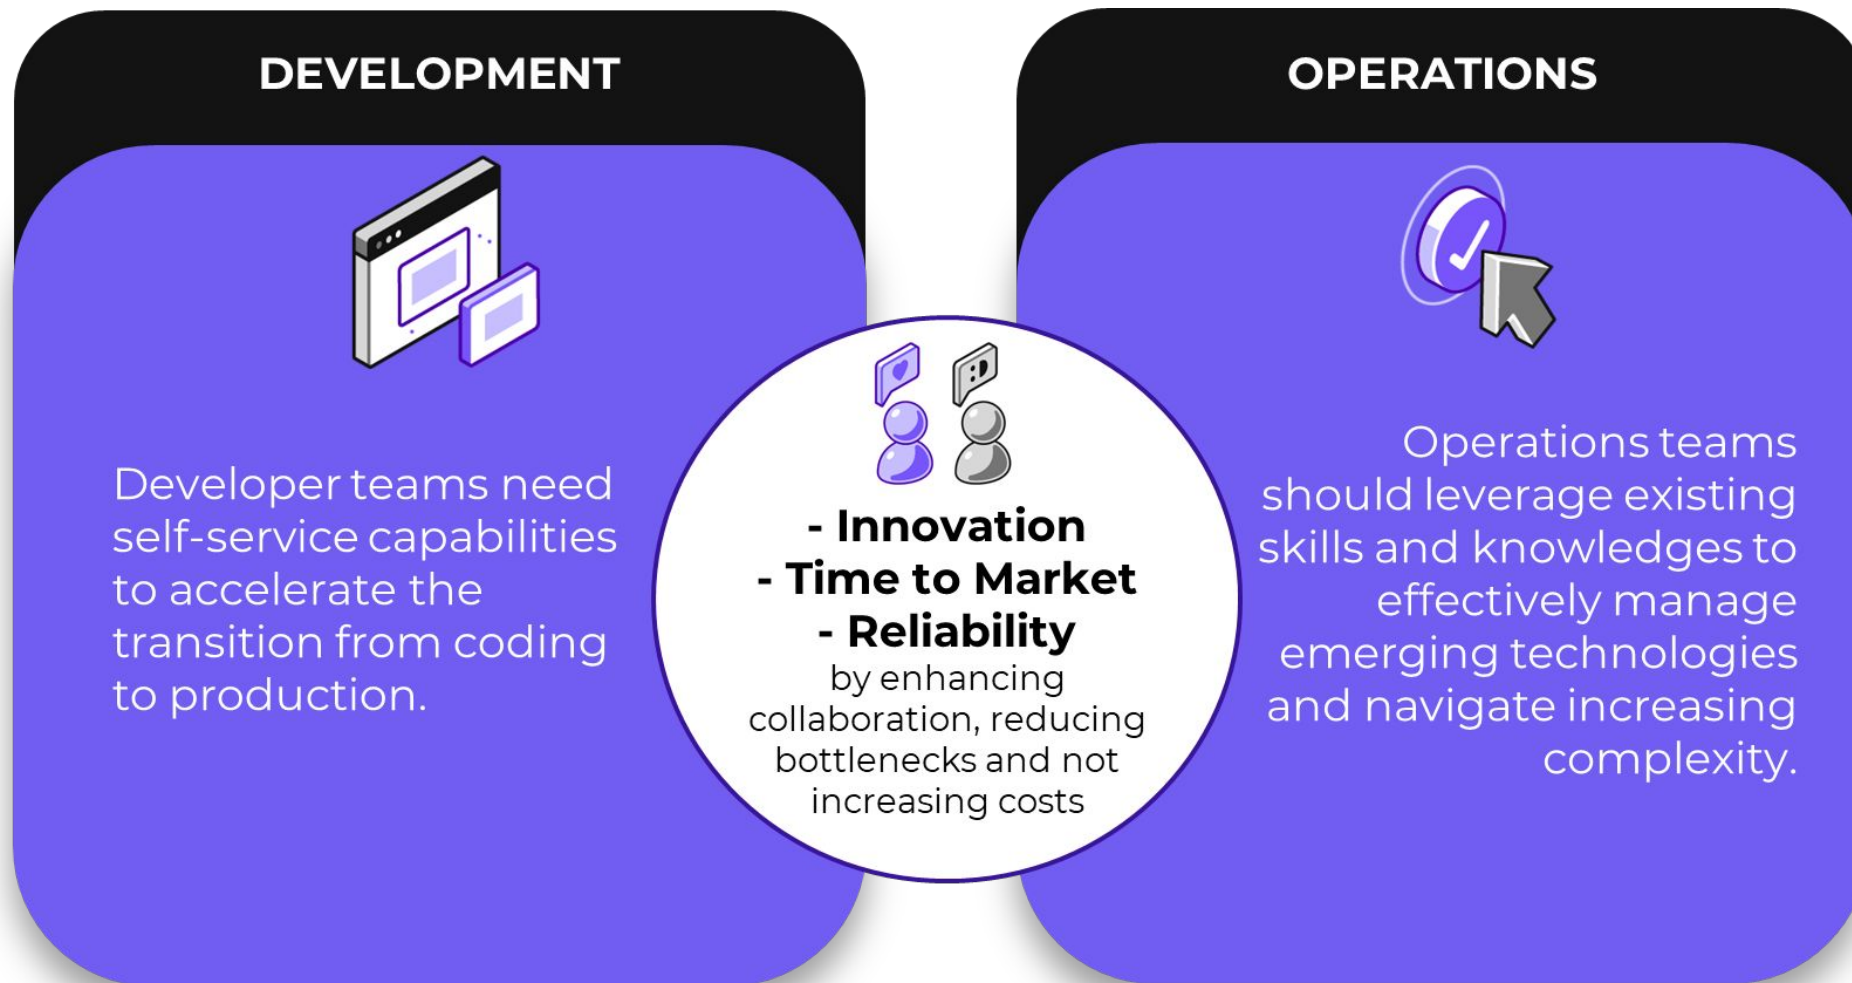 DEVELOPMENT
Developer teams need
self-service capabilities
to accelerate the
transition from coding
to production.
:D
- Innovation
- Time to Market
- Reliability
by enhancing
collaboration, reducing
bottlenecks and not
increasing costs
OPERATIONS
Operations teams
should leverage existing
skills and knowledges to
effectively manage
emerging technologies
and navigate increasing
complexity.